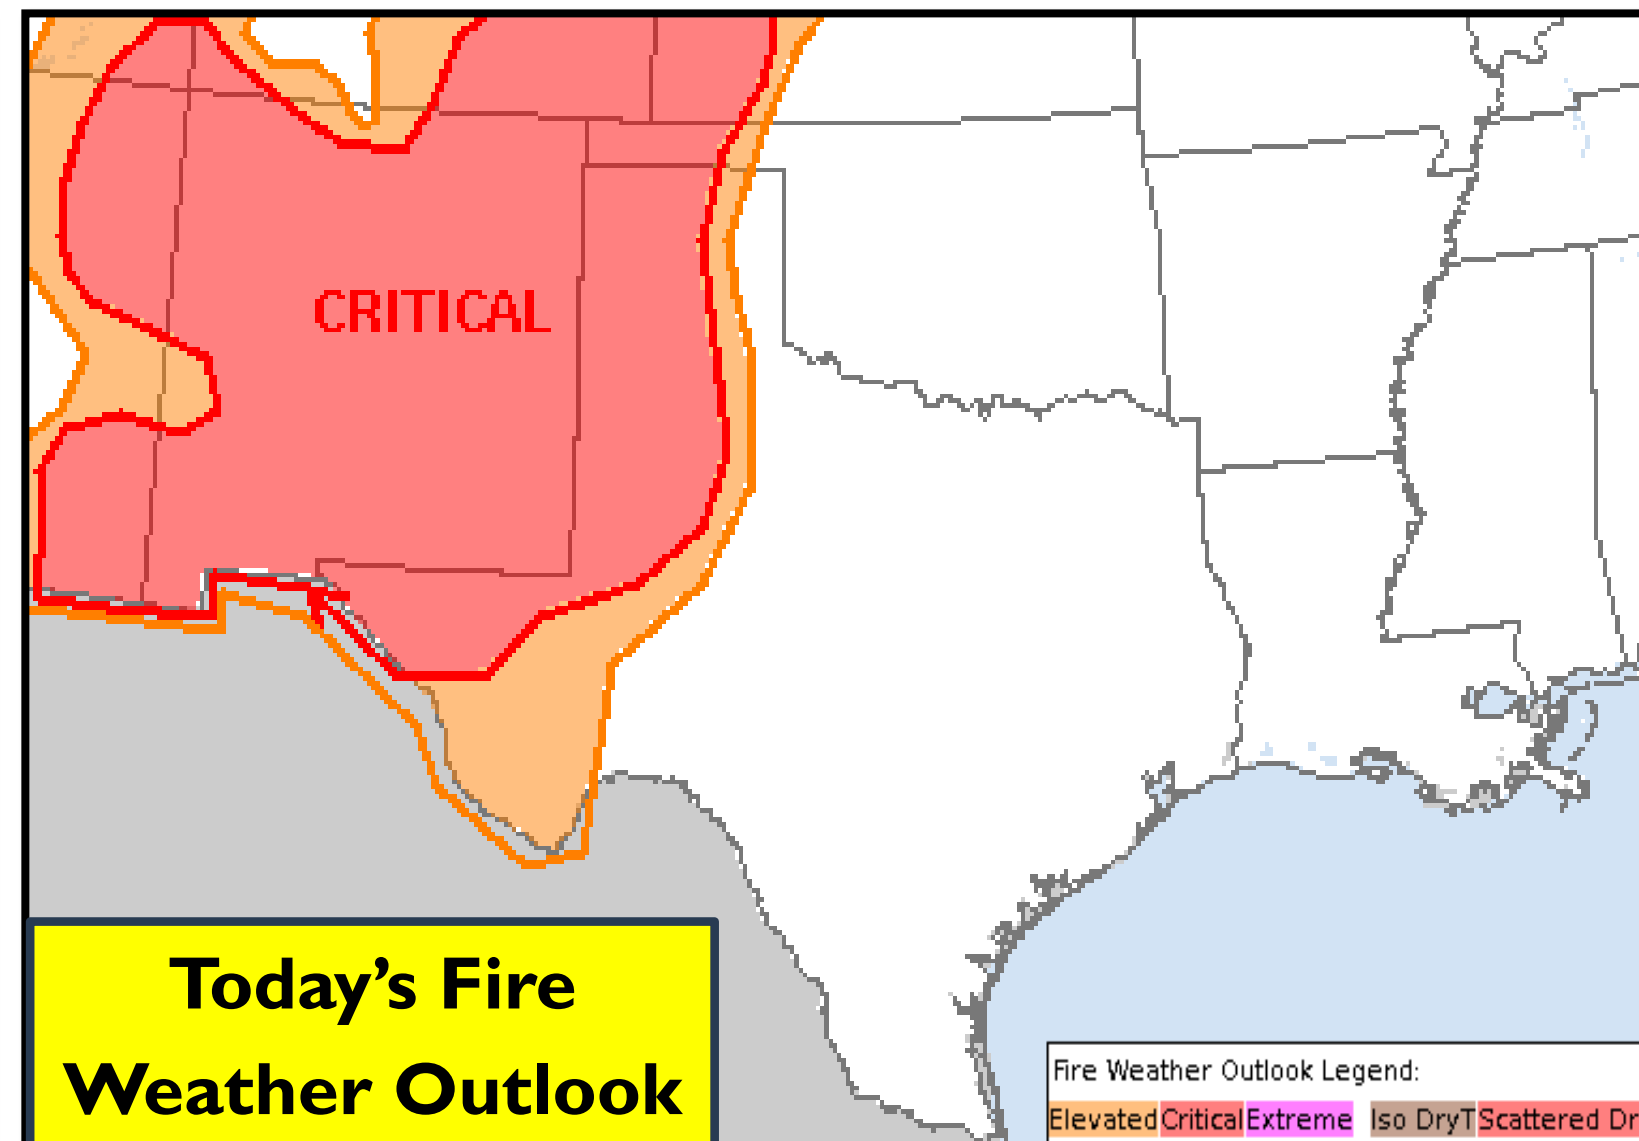 CRITICAL
Today’s Fire
Weather Outlook
Fire Weather Outlook Legend:
Elevated Critical Extreme Iso DryT Scattered Dr